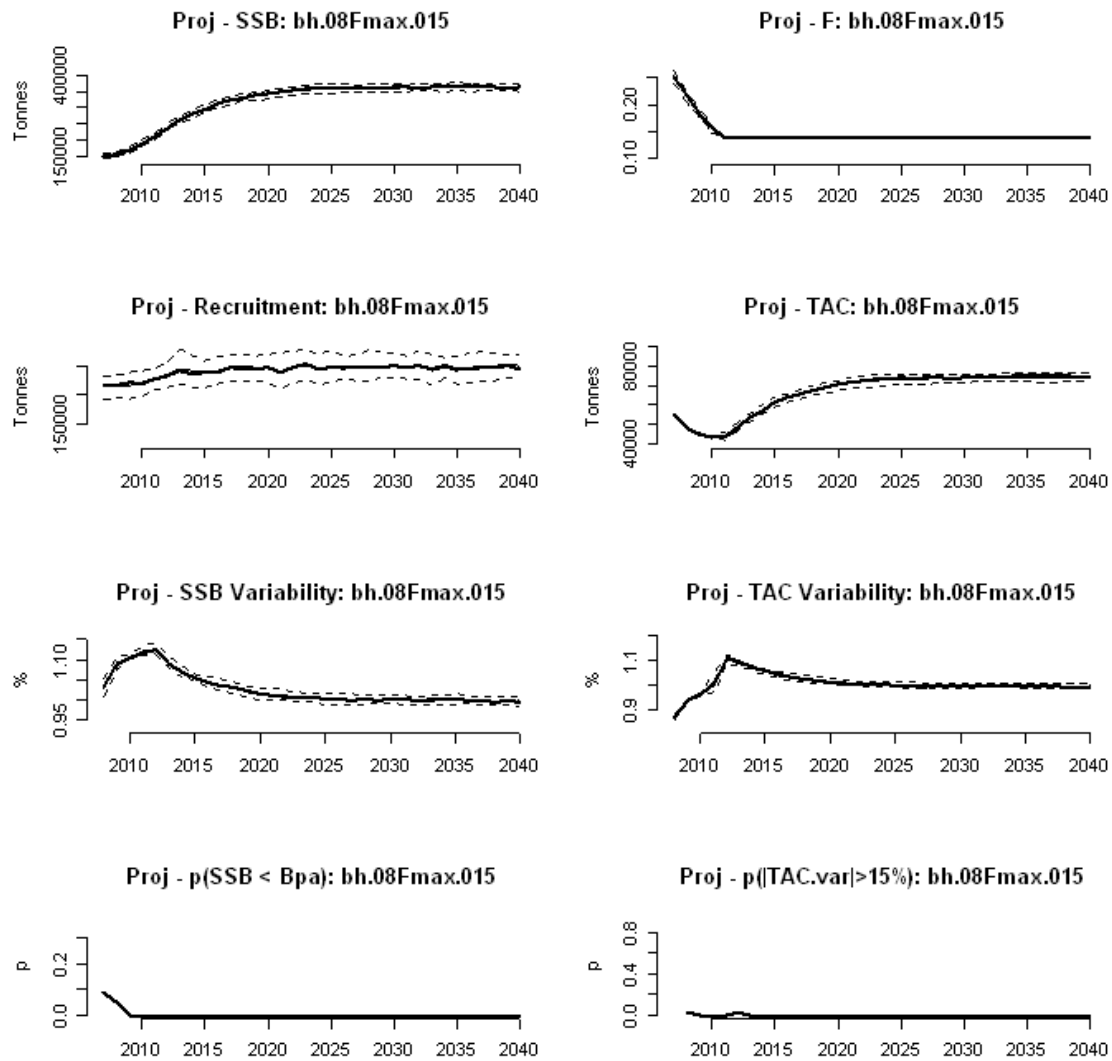 Proj - SSB: bh.08Fmax.015
Tonnes
150000 400000
2010 2015 2020 2025 2030 2035 2040
Proj - F: bh.08Fmax.015
0.10 0.20
2010 2015 2020 2025 2030 2035 2040
Proj - Recruitment: bh.08Fmax.015
Tonnes
150000
2010 2015 2020 2025 2030 2035 2040
Proj - TAC: bh.08Fmax.015
Tonnes
40000 80000
2010 2015 2020 2025 2030 2035 2040
Proj - SSB Variability: bh.08Fmax.015
%
0.95 1.10
2010 2015 2020 2025 2030 2035 2040
Proj - TAC Variability: bh.08Fmax.015
%
0.9 1.1
2010 2015 2020 2025 2030 2035 2040
Proj - p(SSB < Bpa): bh.08Fmax.015
p
0.0 0.2
2010 2015 2020 2025 2030 2035 2040
Proj - p(|TAC.var|>15%): bh.08Fmax.015
p
0.0 0.4 0.8
2010 2015 2020 2025 2030 2035 2040